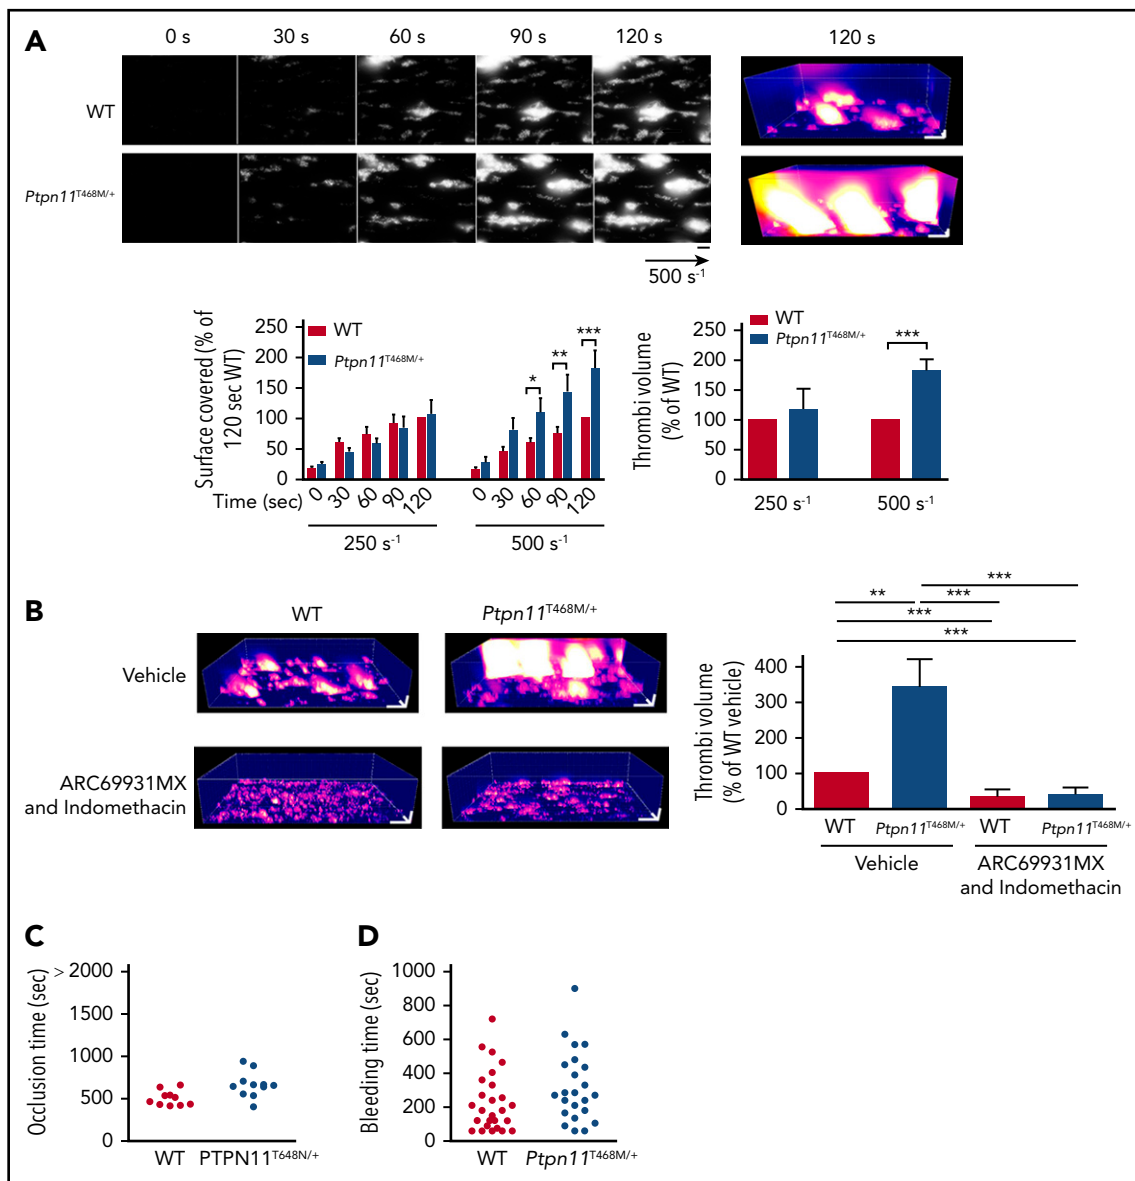 A
0 s 30 s 60 s 90 s 120 s 120 s
WT
Ptpn11T468M/+
500 s-1
Surface covered (% of
120 sec WT)
250
200
150
100
50
0
WT
Ptpn11T468M/+
* ** ***
Time (sec) 0 30 60 90 120 0 30 60 90 120
250 s-1 500 s-1
Thrombi volume
(% of WT)
250
200
150
100
50
0
WT
Ptpn11T468M/+
***
250 s-1 500 s-1
B
WT Ptpn11T468M/+
Vehicle
ARC69931MX
and Indomethacin
***
** ***
***
***
Thrombi volume
(% of WT vehicle)
400
300
200
100
0
WT Ptpn11T468M/+ WT Ptpn11T468M/+
Vehicle ARC69931MX
and Indomethacin
C
Occlusion time (sec)
> 2000
1500
1000
500
0
WT PTPN11T648N/+
D
Bleeding time (sec)
1000
800
600
400
200
0
WT Ptpn11T468M/+